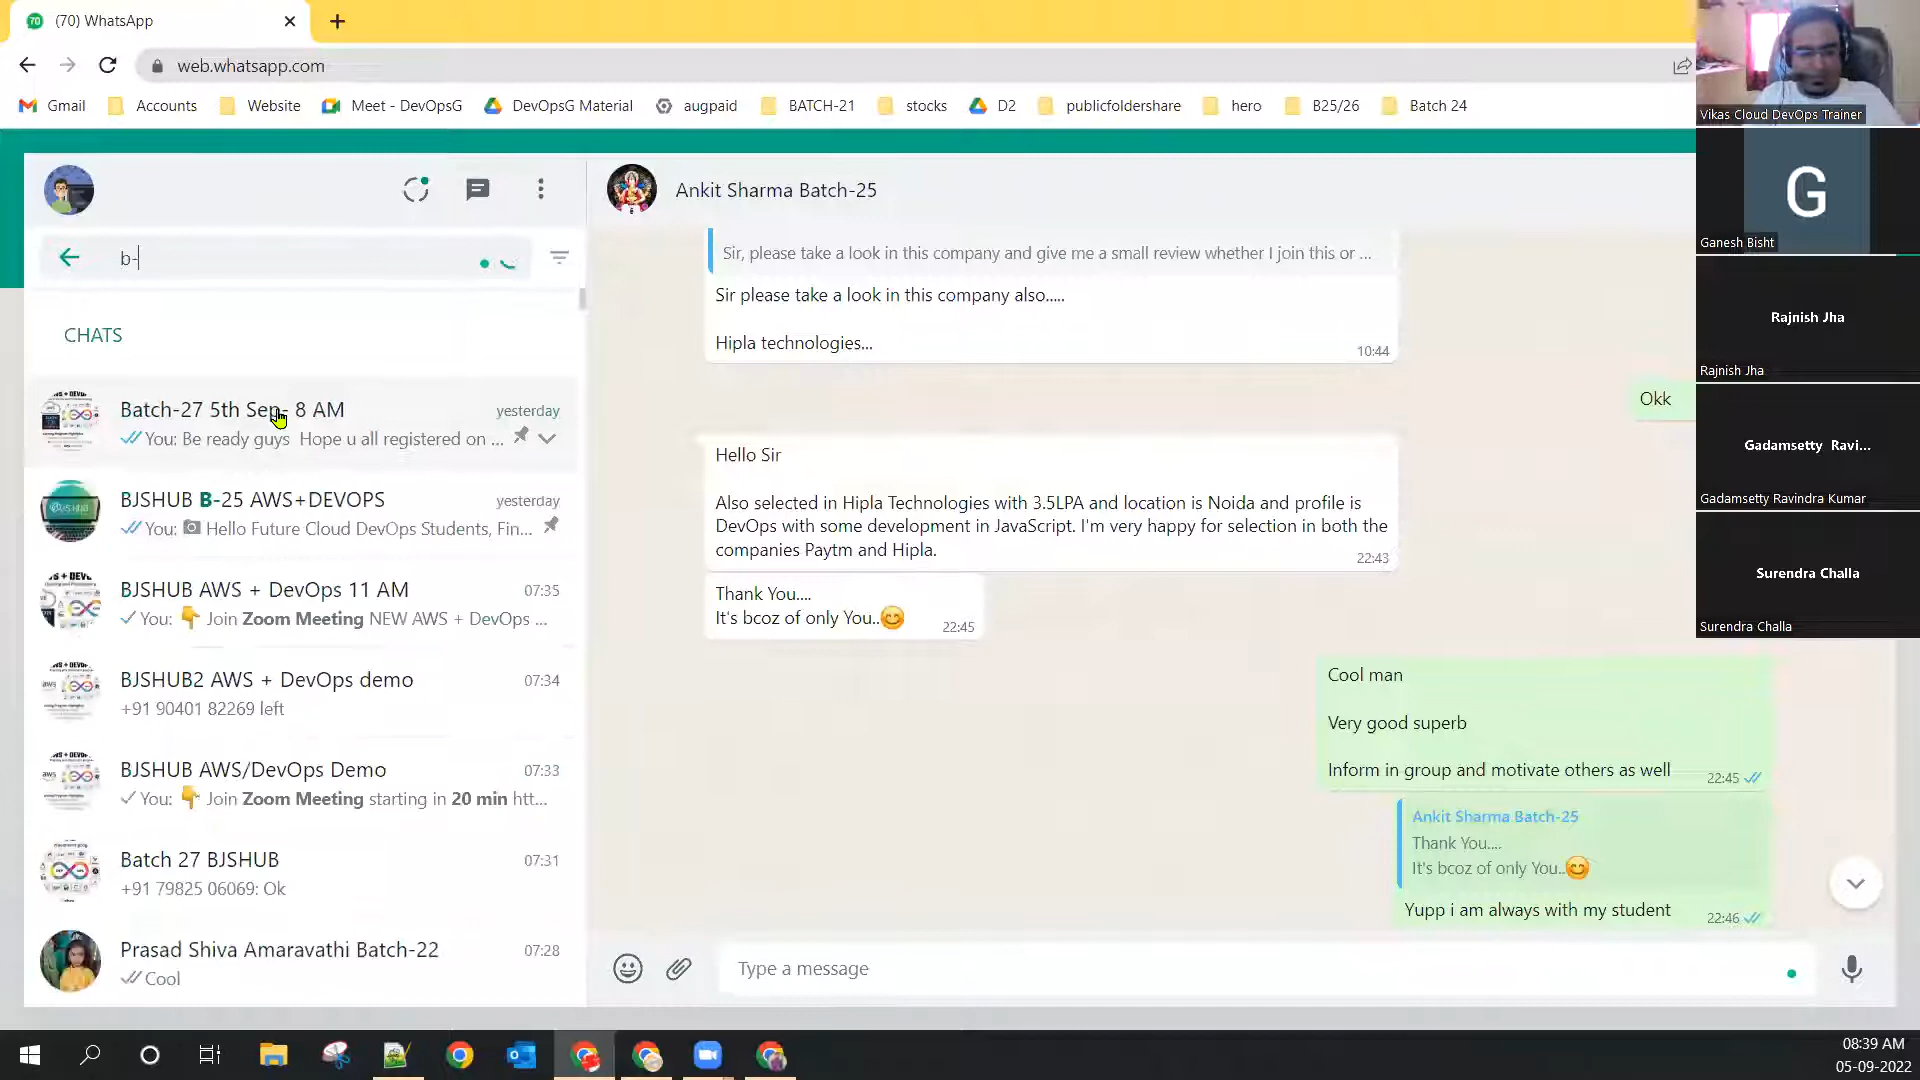 (70) WhatsApp
web.whatsapp.com
Gmail
Accounts
Website
Meet - DevOpsG
DevOpsG Material
augpaid
BATCH-21
stocks
D2
publicfoldershare
hero
B25/26
Batch 24
b-
CHATS
Batch-27 5th Sep- 8 AM
yesterday
You: Be ready guys Hope u all registered on ...
BJSHUB B-25 AWS+DEVOPS
yesterday
You: Hello Future Cloud DevOps Students, Fin...
BJSHUB AWS + DevOps 11 AM
07:35
You: 👇 Join Zoom Meeting NEW AWS + DevOps ...
BJSHUB2 AWS + DevOps demo
07:34
+91 90401 82269 left
BJSHUB AWS/DevOps Demo
07:33
You: 👇 Join Zoom Meeting starting in 20 min htt...
Batch 27 BJSHUB
07:31
+91 79825 06069: Ok
Prasad Shiva Amaravathi Batch-22
07:28
Cool
Ankit Sharma Batch-25
Sir, please take a look in this company and give me a small review whether I join this or ...
Sir please take a look in this company also.....
Hipla technologies...
10:44
Okk
Hello Sir
Also selected in Hipla Technologies with 3.5LPA and location is Noida and profile is
DevOps with some development in JavaScript. I'm very happy for selection in both the
companies Paytm and Hipla.
22:43
Thank You....
It's bcoz of only You..😊
22:45
Cool man
Very good superb
Inform in group and motivate others as well
22:45
Ankit Sharma Batch-25
Thank You....
It's bcoz of only You..😊
Yupp i am always with my student
22:46
Type a message
Vikas Cloud DevOps Trainer
G
Ganesh Bisht
Rajnish Jha
Rajnish Jha
Gadamsetty Ravi...
Gadamsetty Ravindra Kumar
Surendra Challa
Surendra Challa
08:39 AM
05-09-2022